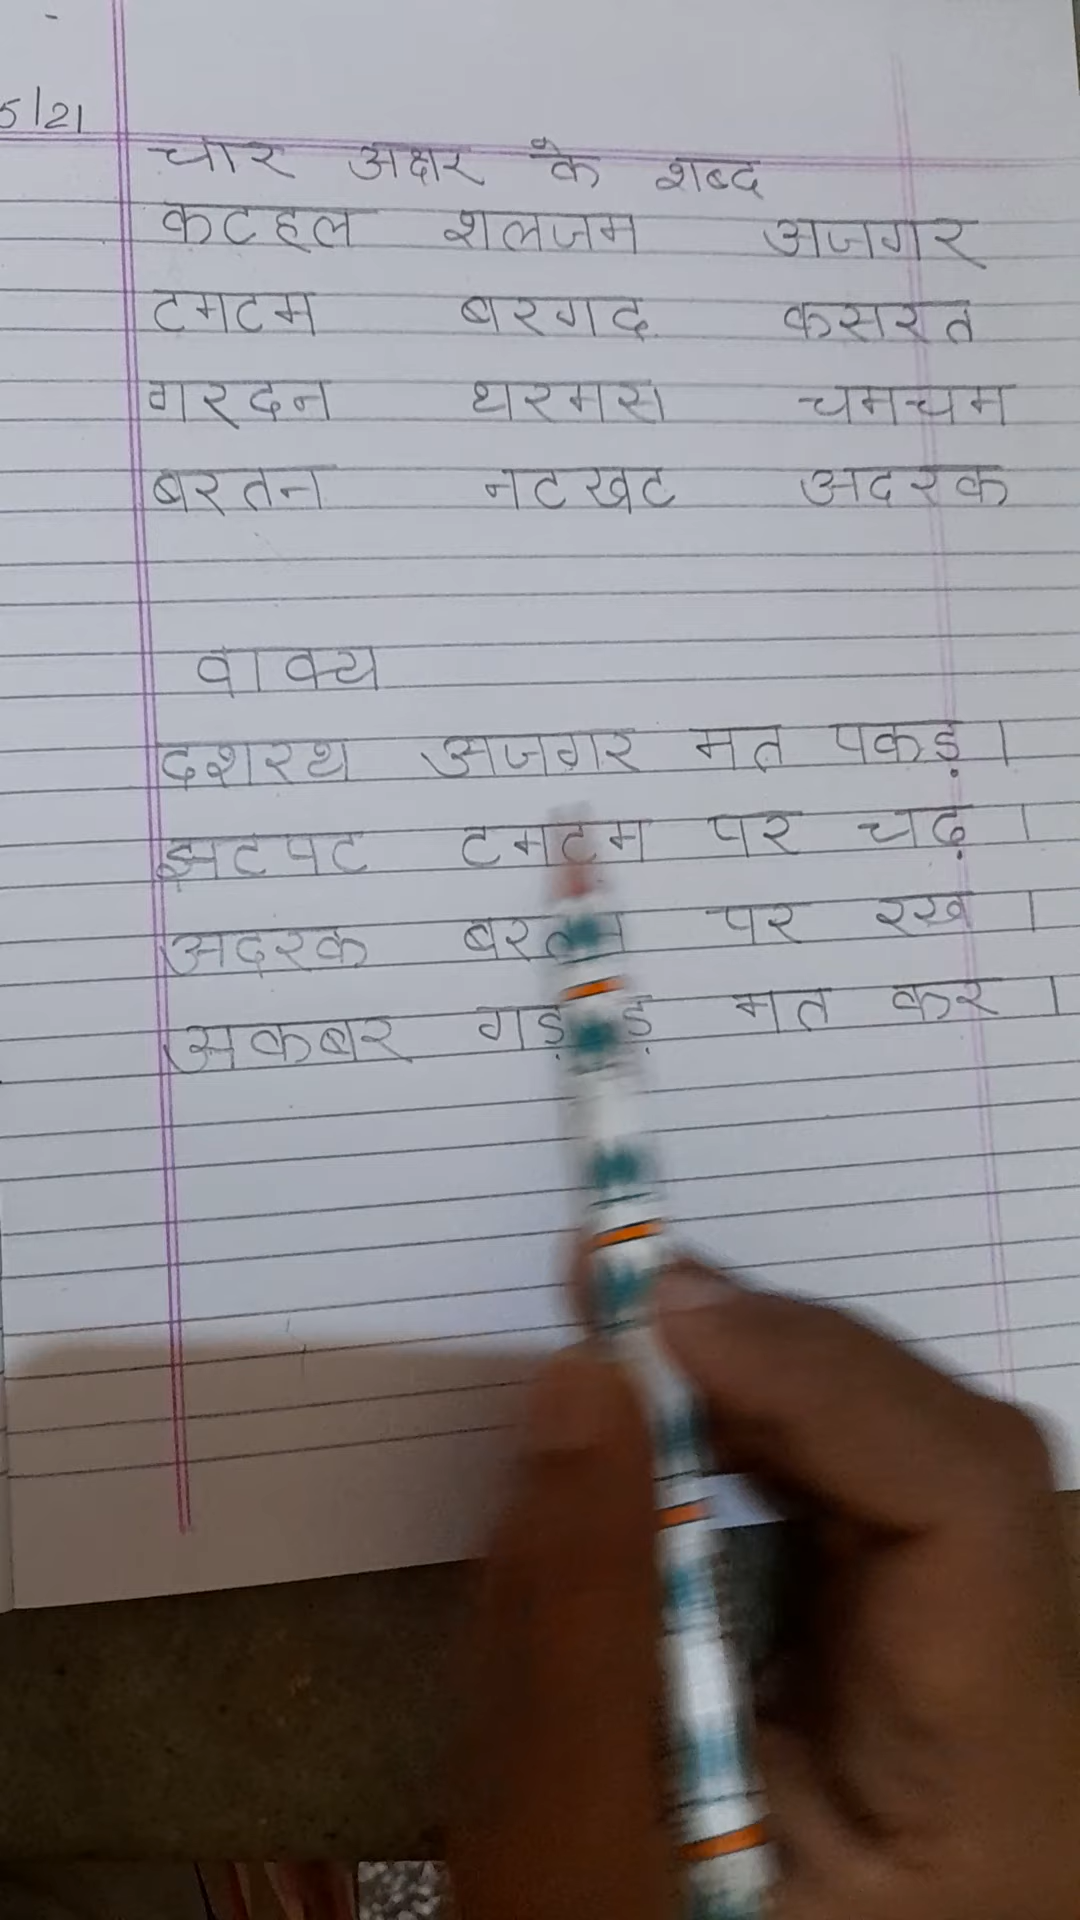 5/21
चार अक्षर के शब्द
कटहल शलजम अजगर
टमटम बरगद कसरत
गरदन थरमस चमचम
बरतन नटखट अदरक
वाक्य
दशरथ अजगर मत पकड़ ।
झटपट टमटम पर चढ़ ।
अदरक बरतन पर रख ।
अकबर मत कर ।